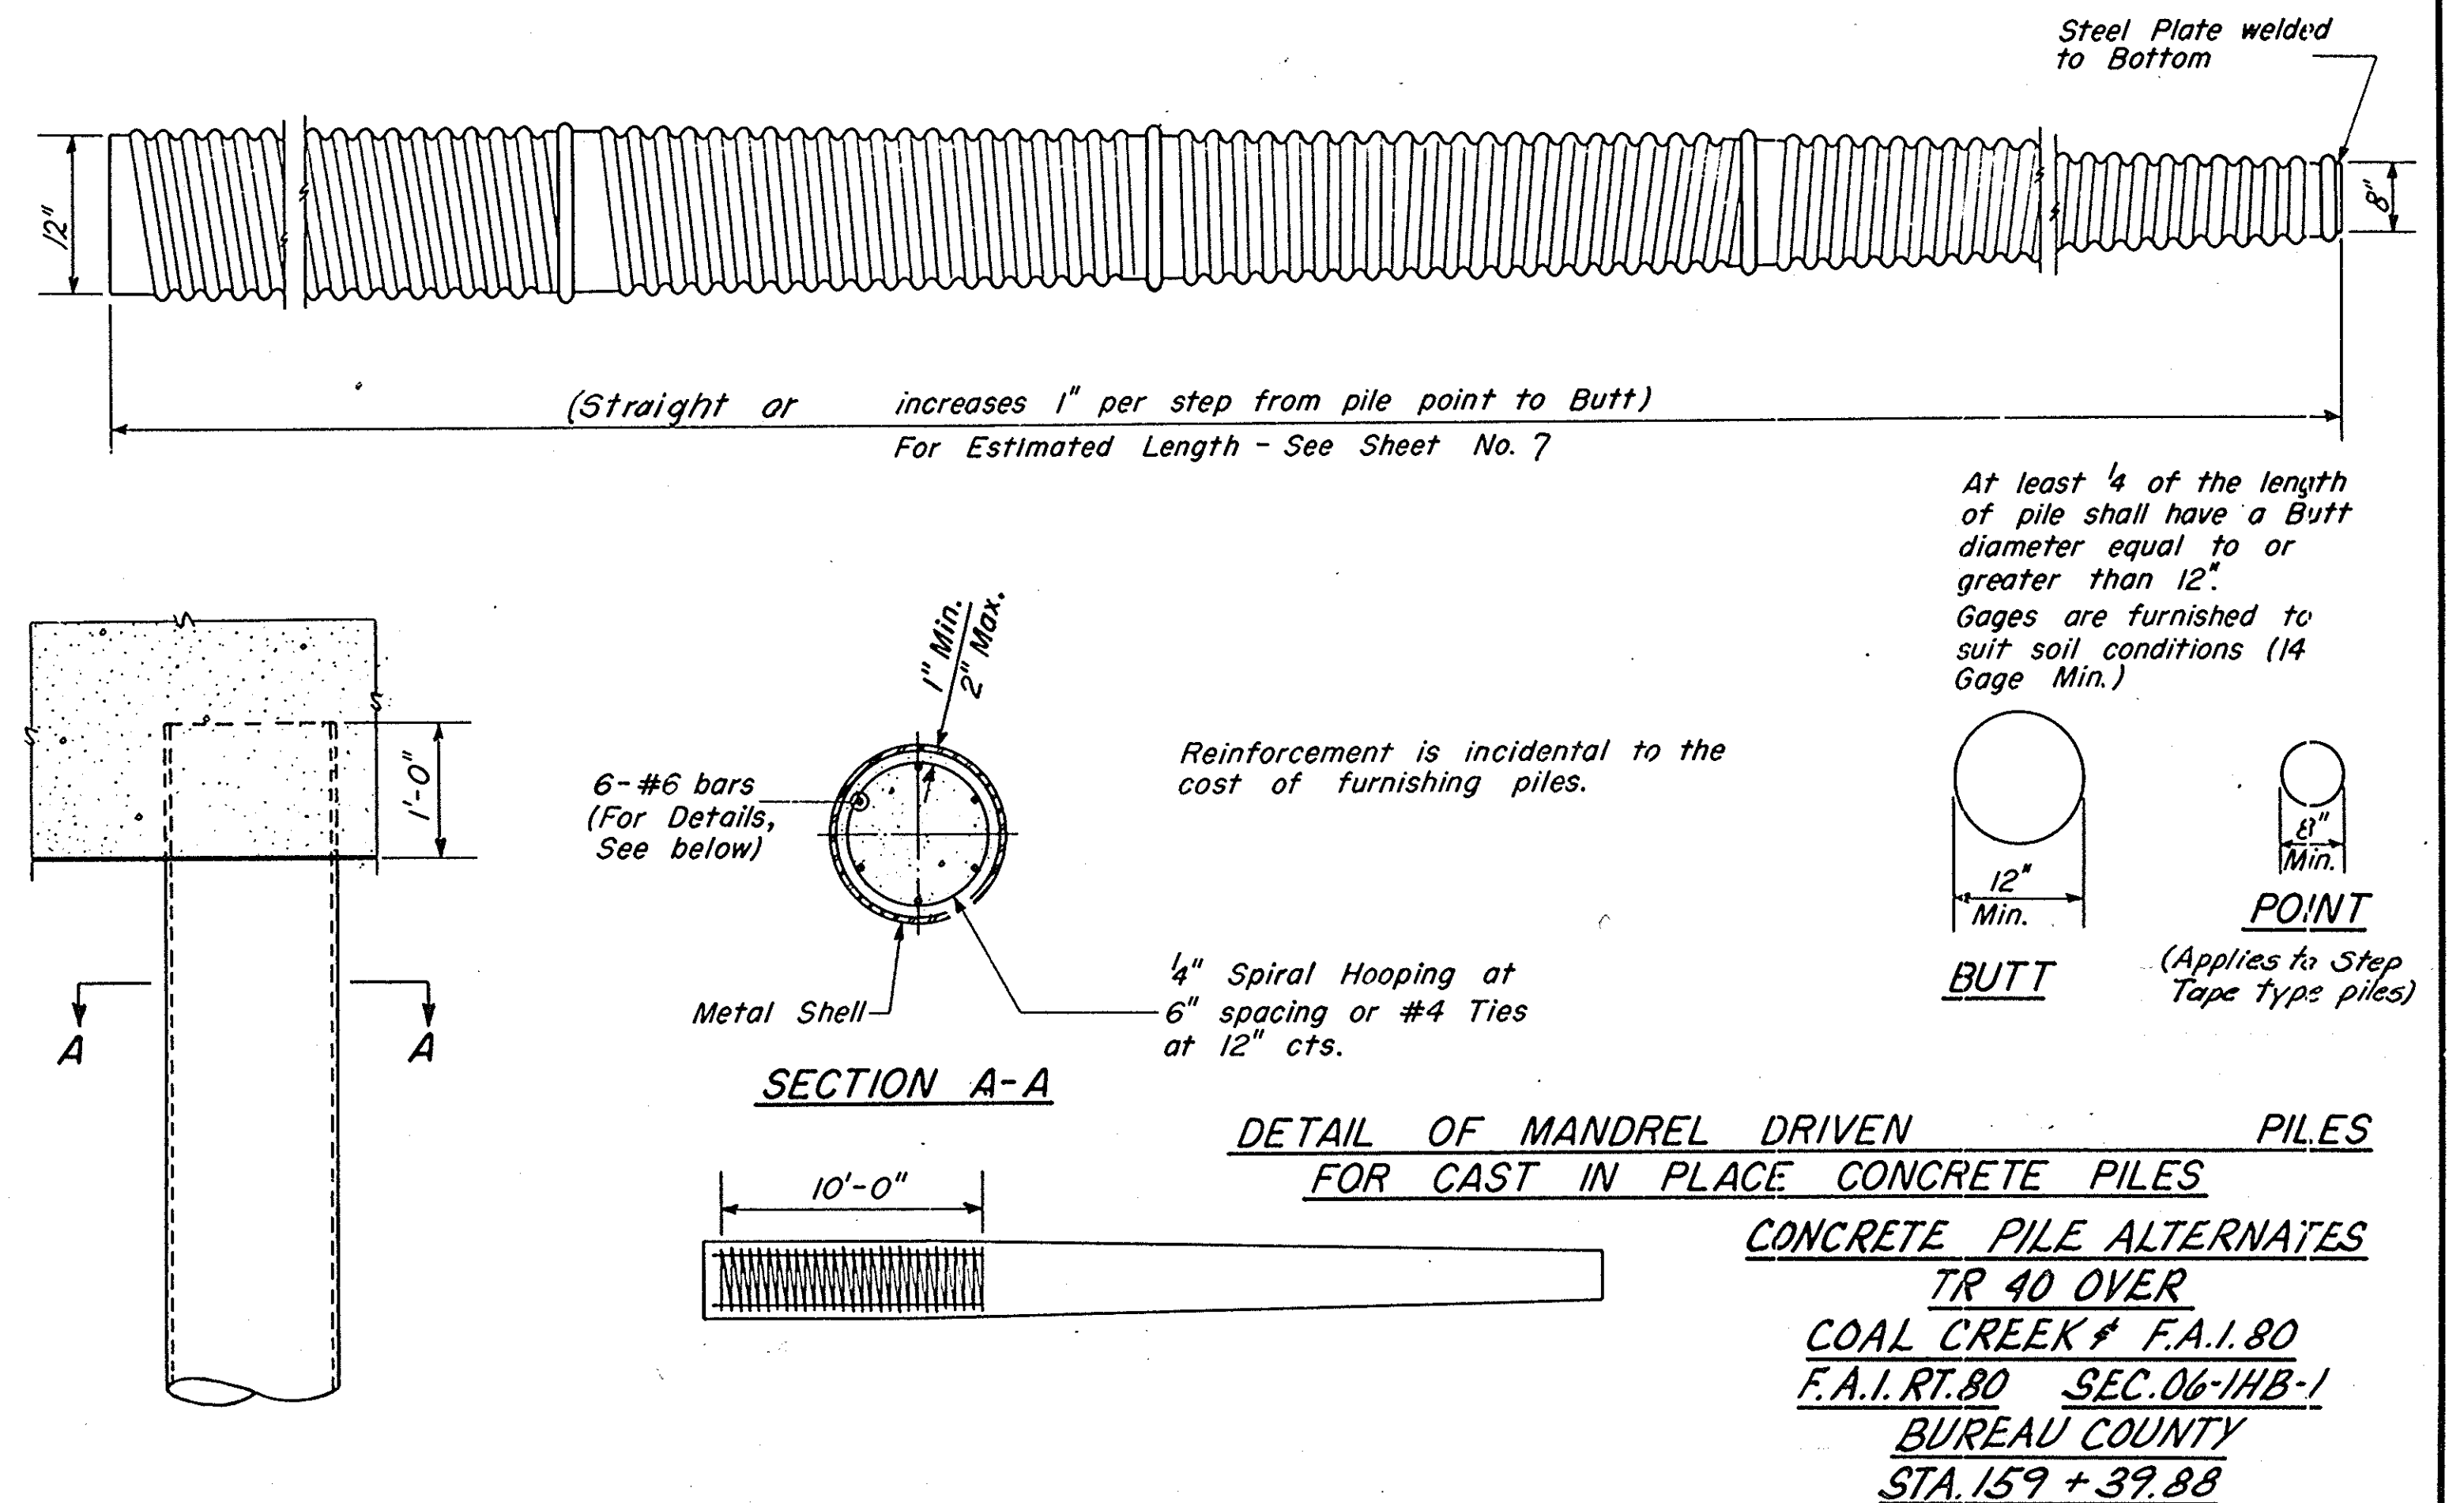 Steel Plate welded
to Bottom
12"
8"
(Straight or increases 1" per step from pile point to Butt)
For Estimated Length - See Sheet No. 7
At least 1/4 of the length
of pile shall have a Butt
diameter equal to or
greater than 12".
Gages are furnished to
suit soil conditions (14
Gage Min.)
1'-0"
A
A
1" Min.
2" Max.
6-#6 bars
(For Details,
See below)
Metal Shell
1/4" Spiral Hooping at
6" spacing or #4 Ties
at 12" cts.
SECTION A-A
Reinforcement is incidental to the
cost of furnishing piles.
12"
Min.
BUTT
8"
Min.
POINT
(Applies to Step
Tape type piles)
10'-0"
DETAIL OF MANDREL DRIVEN PILES
FOR CAST IN PLACE CONCRETE PILES
CONCRETE PILE ALTERNATES
TR 40 OVER
COAL CREEK & F.A.I. 80
F.A.I. RT. 80 SEC. 06-1HB-1
BUREAU COUNTY
STA. 159 + 39.88